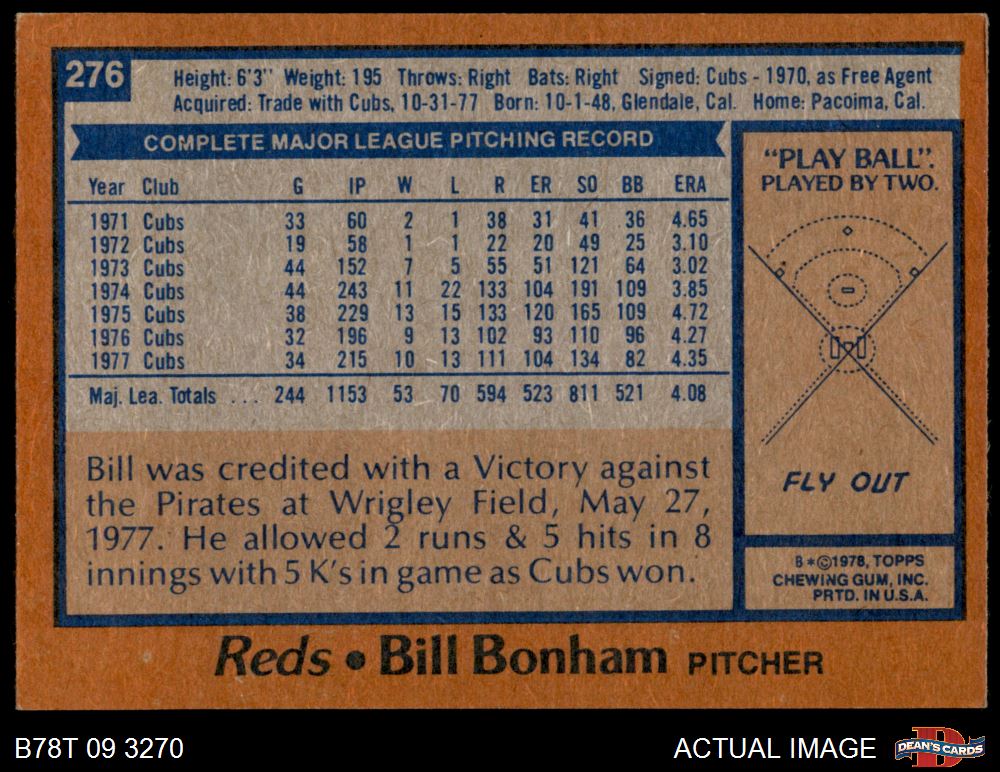 276
Height: 6'3" Weight: 195 Throws: Right Bats: Right Signed: Cubs - 1970, as Free Agent
Acquired: Trade with Cubs, 10-31-77 Born: 10-1-48, Glendale, Cal. Home: Pacoima, Cal.
COMPLETE MAJOR LEAGUE PITCHING RECORD
Year Club G IP W L R ER SO BB ERA
1971 Cubs 33 60 2 1 38 31 41 36 4.65
1972 Cubs 19 58 1 1 22 20 49 25 3.10
1973 Cubs 44 152 7 5 55 51 121 64 3.02
1974 Cubs 44 243 11 22 133 104 191 109 3.85
1975 Cubs 38 229 13 15 133 120 165 109 4.72
1976 Cubs 32 196 9 13 102 93 110 96 4.27
1977 Cubs 34 215 10 13 111 104 134 82 4.35
Maj. Lea. Totals . . . 244 1153 53 70 594 523 811 521 4.08
Bill was credited with a Victory against
the Pirates at Wrigley Field, May 27,
1977. He allowed 2 runs & 5 hits in 8
innings with 5 K's in game as Cubs won.
"PLAY BALL".
PLAYED BY TWO.
FLY OUT
B*©1978, TOPPS
CHEWING GUM, INC.
PRTD. IN U.S.A.
Reds • Bill Bonham PITCHER
B78T 09 3270
ACTUAL IMAGE
D
DEAN'S CARDS